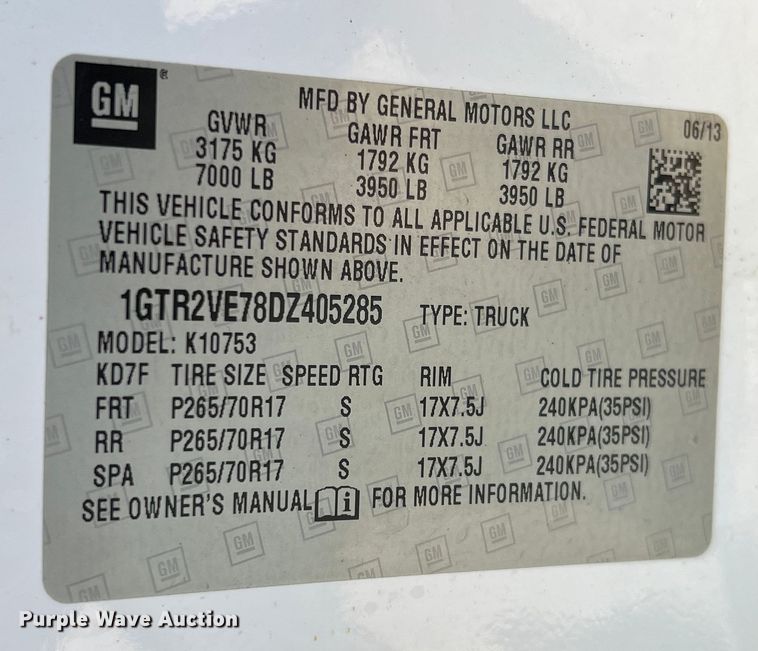 GM ®
MFD BY GENERAL MOTORS LLC
06/13
GVWR GAWR FRT GAWR RR
3175 KG 1792 KG 1792 KG
7000 LB 3950 LB 3950 LB
THIS VEHICLE CONFORMS TO ALL APPLICABLE U.S. FEDERAL MOTOR
VEHICLE SAFETY STANDARDS IN EFFECT ON THE DATE OF
MANUFACTURE SHOWN ABOVE.
1GTR2VE78DZ405285 TYPE: TRUCK
MODEL: K10753
KD7F TIRE SIZE SPEED RTG RIM COLD TIRE PRESSURE
FRT P265/70R17 S 17X7.5J 240KPA(35PSI)
RR P265/70R17 S 17X7.5J 240KPA(35PSI)
SPA P265/70R17 S 17X7.5J 240KPA(35PSI)
SEE OWNER'S MANUAL i FOR MORE INFORMATION.
Purple Wave Auction